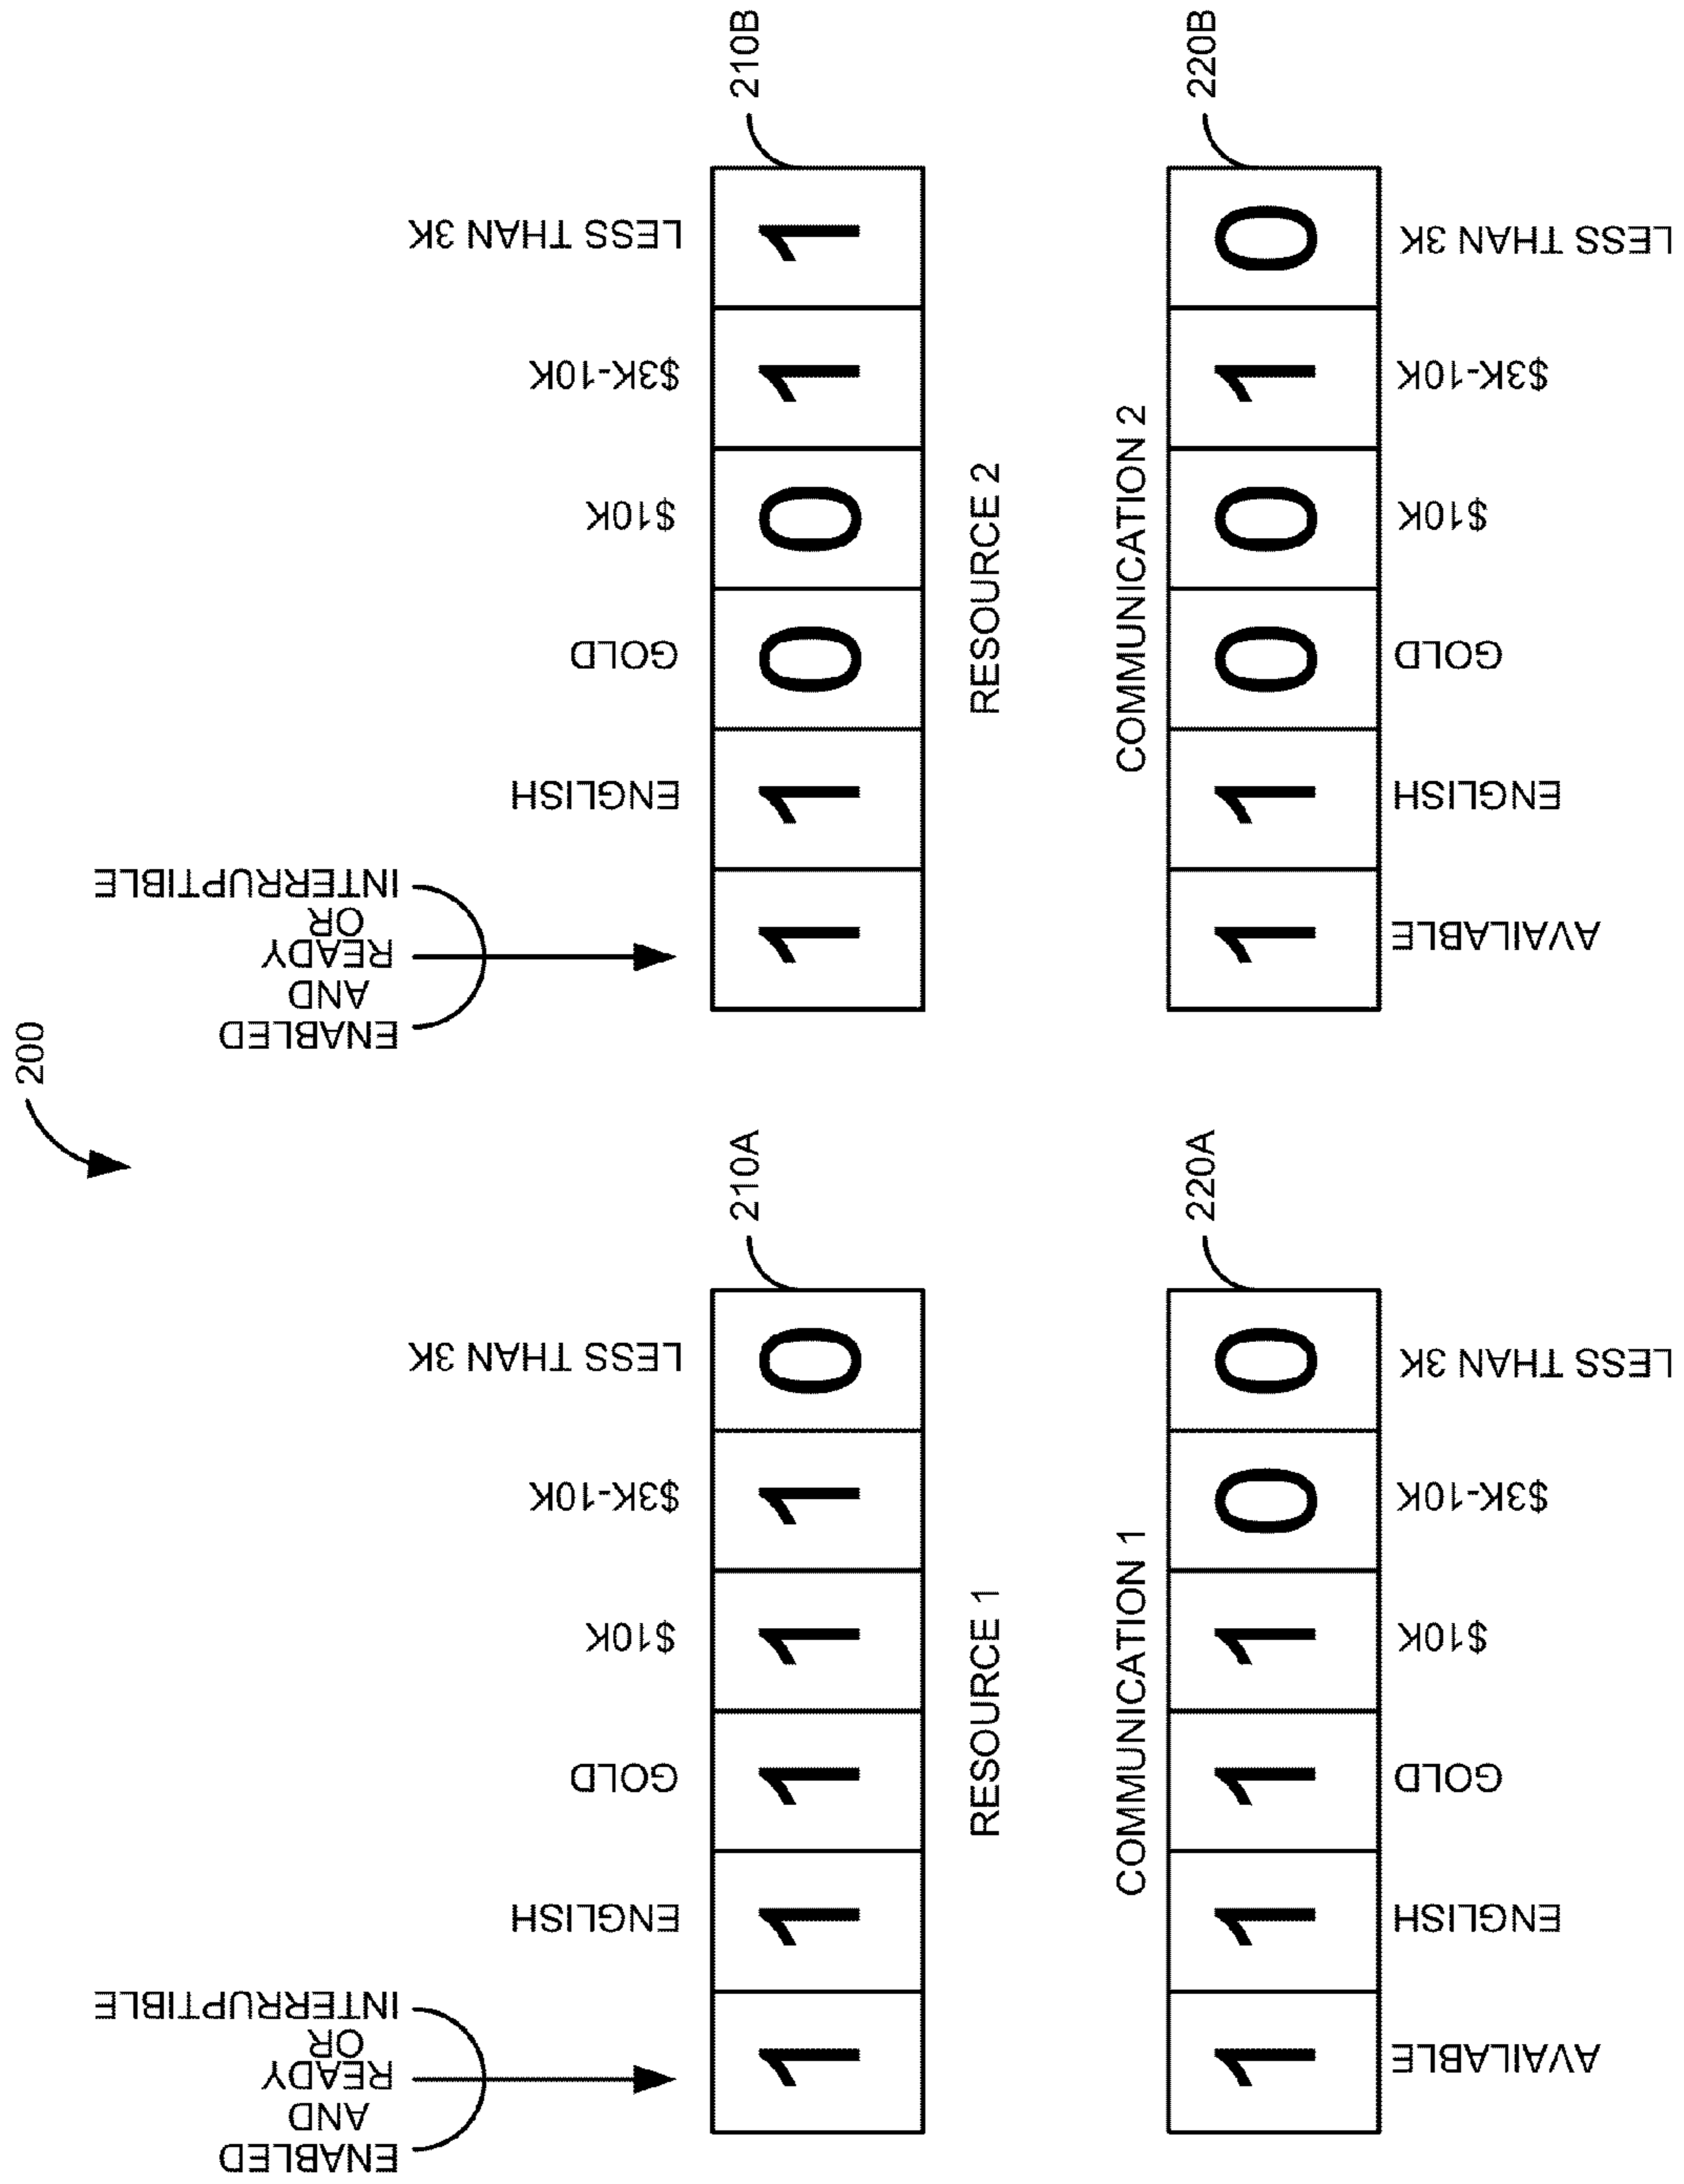 200
ENABLED
AND
READY
OR
INTERRUPTIBLE
ENGLISH
GOLD
$10K
$3K-10K
LESS THAN 3K
1 1 1 1 1 0
210A
RESOURCE 1
ENABLED
AND
READY
OR
INTERRUPTIBLE
ENGLISH
GOLD
$10K
$3K-10K
LESS THAN 3K
1 1 0 0 1 1
210B
RESOURCE 2
COMMUNICATION 1
1 1 1 1 0 0
220A
AVAILABLE
ENGLISH
GOLD
$10K
$3K-10K
LESS THAN 3K
COMMUNICATION 2
1 1 0 0 1 0
220B
AVAILABLE
ENGLISH
GOLD
$10K
$3K-10K
LESS THAN 3K